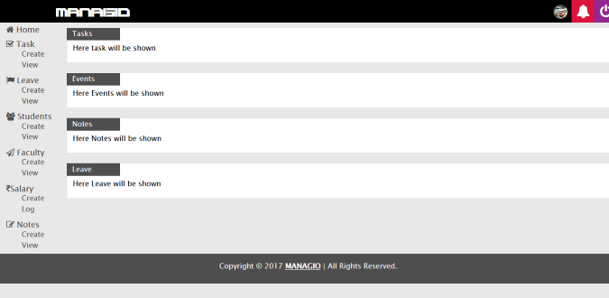 MANAGIO
Home
Task
Create
View
Leave
Create
View
Students
Create
View
Faculty
Create
View
₹Salary
Create
Log
Notes
Create
View
Tasks
Here task will be shown
Events
Here Events will be shown
Notes
Here Notes will be shown
Leave
Here Leave will be shown
Copyright © 2017 MANAGIO | All Rights Reserved.